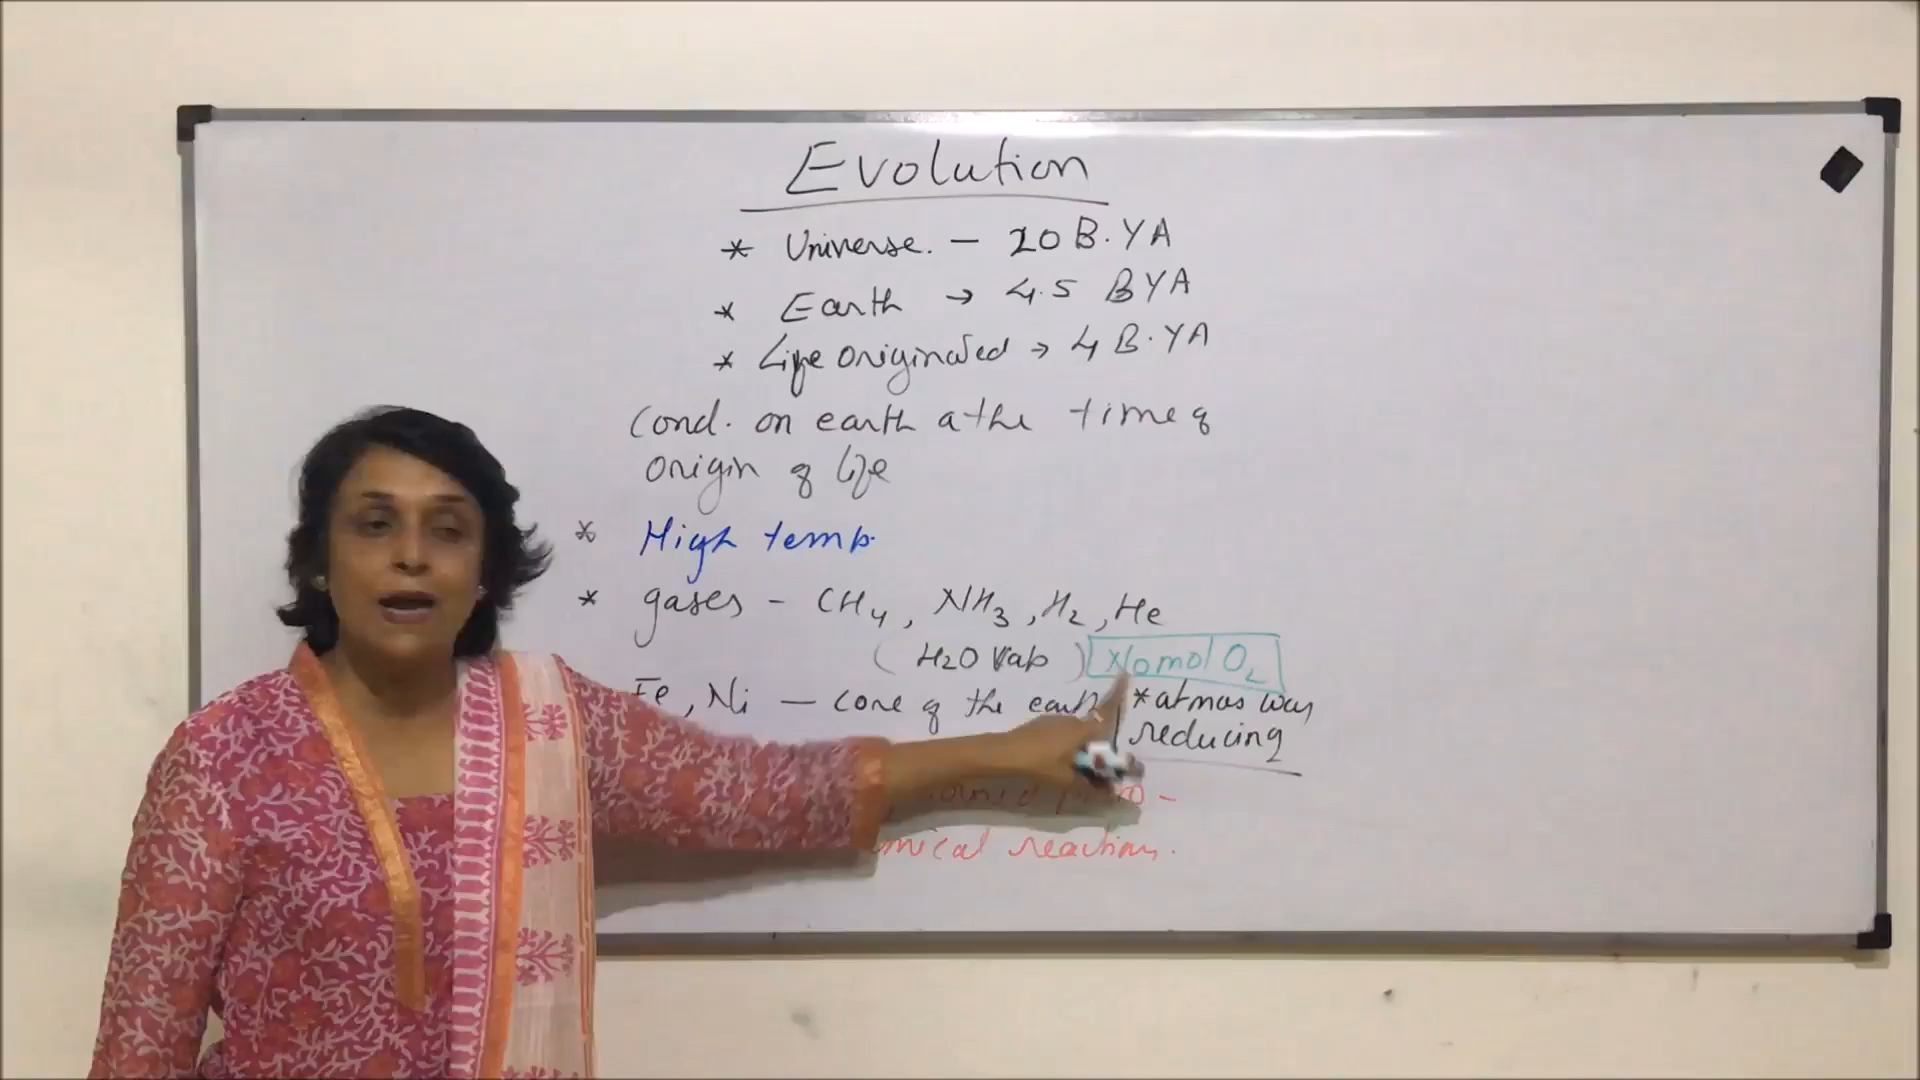 Evolution
* Universe. - 20 B.YA
* Earth → 4.5 BYA
* Life originated → 4 B.YA
Cond. on earth a the time of
origin of life
* High temp.
* gases - CH4, NH3, H2, He
(H2O Vap) No mol O2
Fe, Ni - core of the earth
* atmos was
reducing
mical reactions.